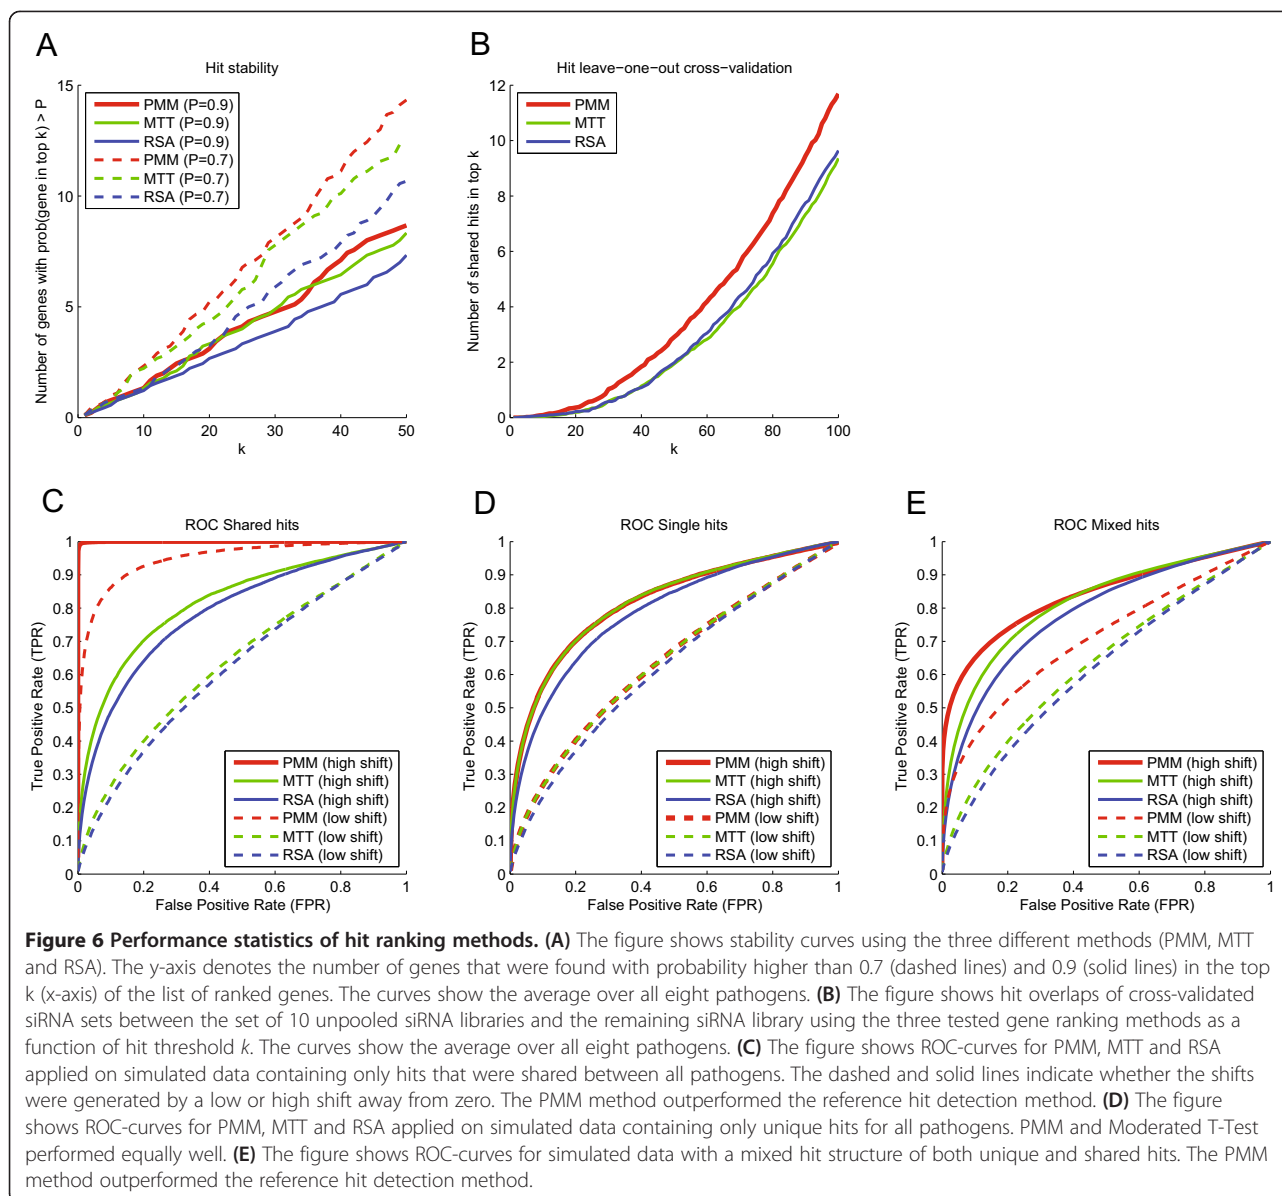 A
Hit stability
Number of genes with prob(gene in top k) > P
15
10
5
0
PMM (P=0.9)
MTT (P=0.9)
RSA (P=0.9)
PMM (P=0.7)
MTT (P=0.7)
RSA (P=0.7)
0 10 20 30 40 50
k
B
Hit leave−one−out cross−validation
Number of shared hits in top k
12
10
8
6
4
2
0
PMM
MTT
RSA
0 20 40 60 80 100
k
C
ROC Shared hits
True Positive Rate (TPR)
1
0.9
0.8
0.7
0.6
0.5
0.4
0.3
0.2
0.1
0
PMM (high shift)
MTT (high shift)
RSA (high shift)
PMM (low shift)
MTT (low shift)
RSA (low shift)
0 0.2 0.4 0.6 0.8 1
False Positive Rate (FPR)
D
ROC Single hits
True Positive Rate (TPR)
1
0.9
0.8
0.7
0.6
0.5
0.4
0.3
0.2
0.1
0
PMM (high shift)
MTT (high shift)
RSA (high shift)
PMM (low shift)
MTT (low shift)
RSA (low shift)
0 0.2 0.4 0.6 0.8 1
False Positive Rate (FPR)
E
ROC Mixed hits
True Positive Rate (TPR)
1
0.9
0.8
0.7
0.6
0.5
0.4
0.3
0.2
0.1
0
PMM (high shift)
MTT (high shift)
RSA (high shift)
PMM (low shift)
MTT (low shift)
RSA (low shift)
0 0.2 0.4 0.6 0.8 1
False Positive Rate (FPR)
Figure 6 Performance statistics of hit ranking methods. (A) The figure shows stability curves using the three different methods (PMM, MTT
and RSA). The y-axis denotes the number of genes that were found with probability higher than 0.7 (dashed lines) and 0.9 (solid lines) in the top
k (x-axis) of the list of ranked genes. The curves show the average over all eight pathogens. (B) The figure shows hit overlaps of cross-validated
siRNA sets between the set of 10 unpooled siRNA libraries and the remaining siRNA library using the three tested gene ranking methods as a
function of hit threshold k. The curves show the average over all eight pathogens. (C) The figure shows ROC-curves for PMM, MTT and RSA
applied on simulated data containing only hits that were shared between all pathogens. The dashed and solid lines indicate whether the shifts
were generated by a low or high shift away from zero. The PMM method outperformed the reference hit detection method. (D) The figure
shows ROC-curves for PMM, MTT and RSA applied on simulated data containing only unique hits for all pathogens. PMM and Moderated T-Test
performed equally well. (E) The figure shows ROC-curves for simulated data with a mixed hit structure of both unique and shared hits. The PMM
method outperformed the reference hit detection method.